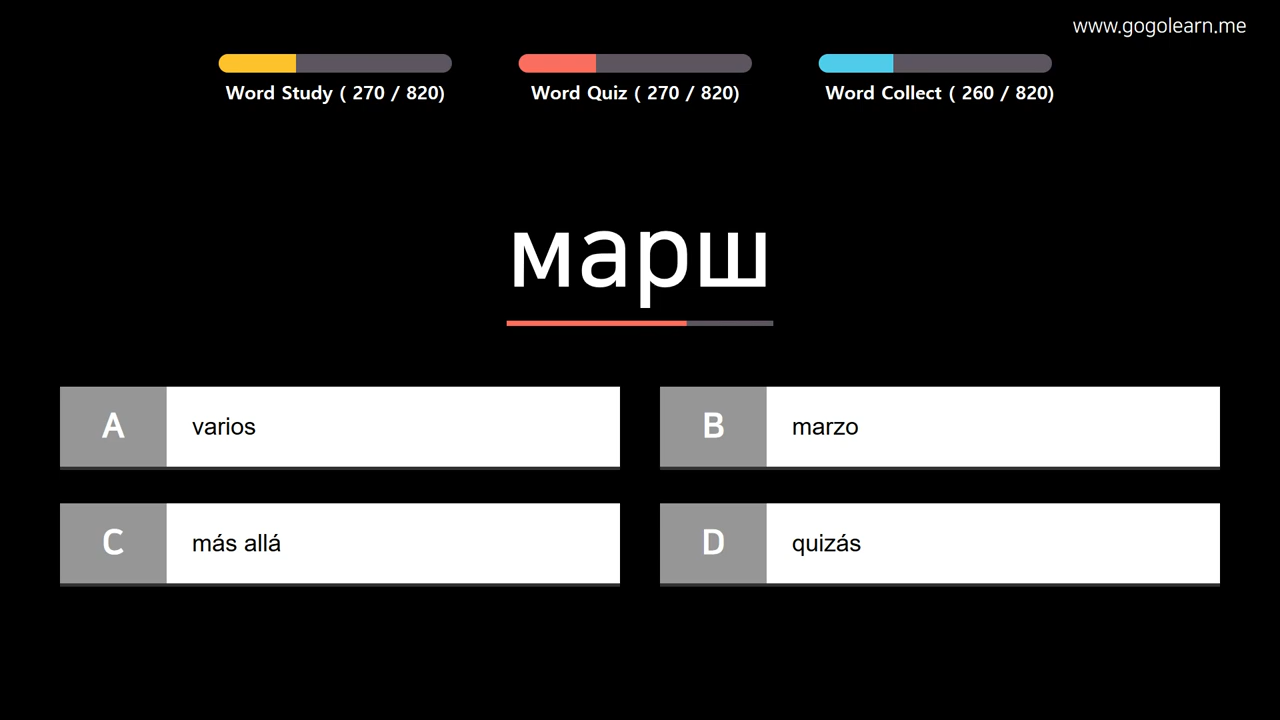 www.gogolearn.me
Word Study ( 270 / 820)
Word Quiz ( 270 / 820)
Word Collect ( 260 / 820)
марш
A varios
B marzo
C más allá
D quizás